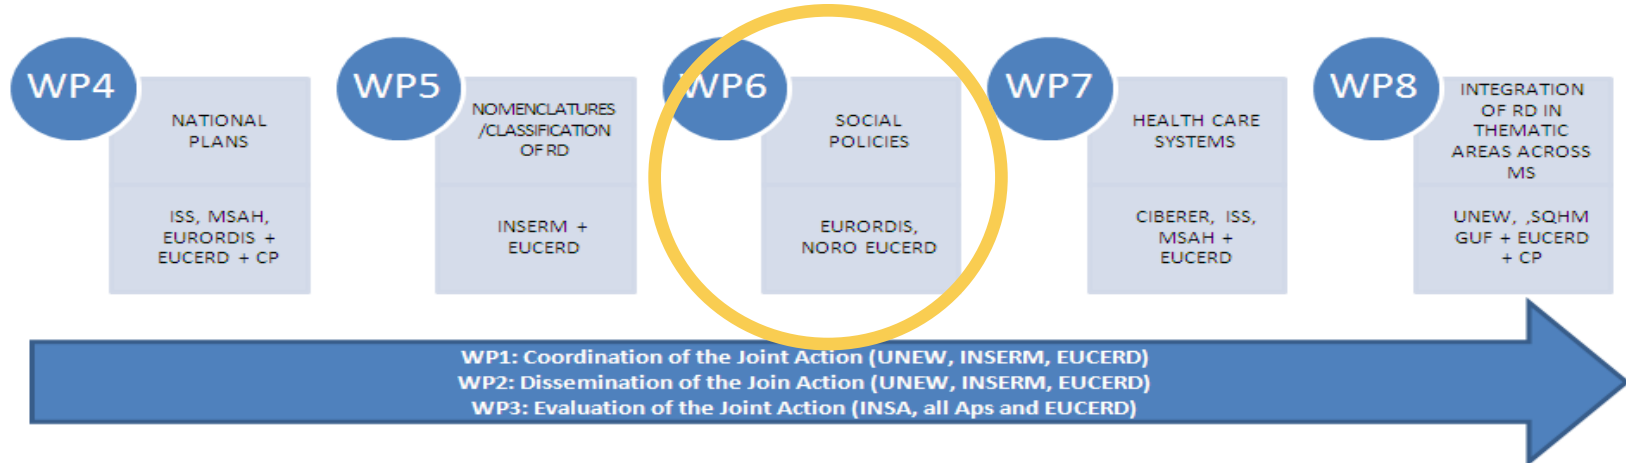 WP4
NATIONAL
PLANS
ISS, MSAH,
EURORDIS +
EUCERD + CP
WP5
NOMENCLATURES
/CLASSIFICATION
OF RD
INSERM +
EUCERD
WP6
SOCIAL
POLICIES
EURORDIS,
NORO EUCERD
WP7
HEALTH CARE
SYSTEMS
CIBERER, ISS,
MSAH +
EUCERD
WP8
INTEGRATION
OF RD IN
THEMATIC
AREAS ACROSS
MS
UNEW, ,SQHM
GUF + EUCERD
+ CP
WP1: Coordination of the Joint Action (UNEW, INSERM, EUCERD)
WP2: Dissemination of the Join Action (UNEW, INSERM, EUCERD)
WP3: Evaluation of the Joint Action (INSA, all Aps and EUCERD)